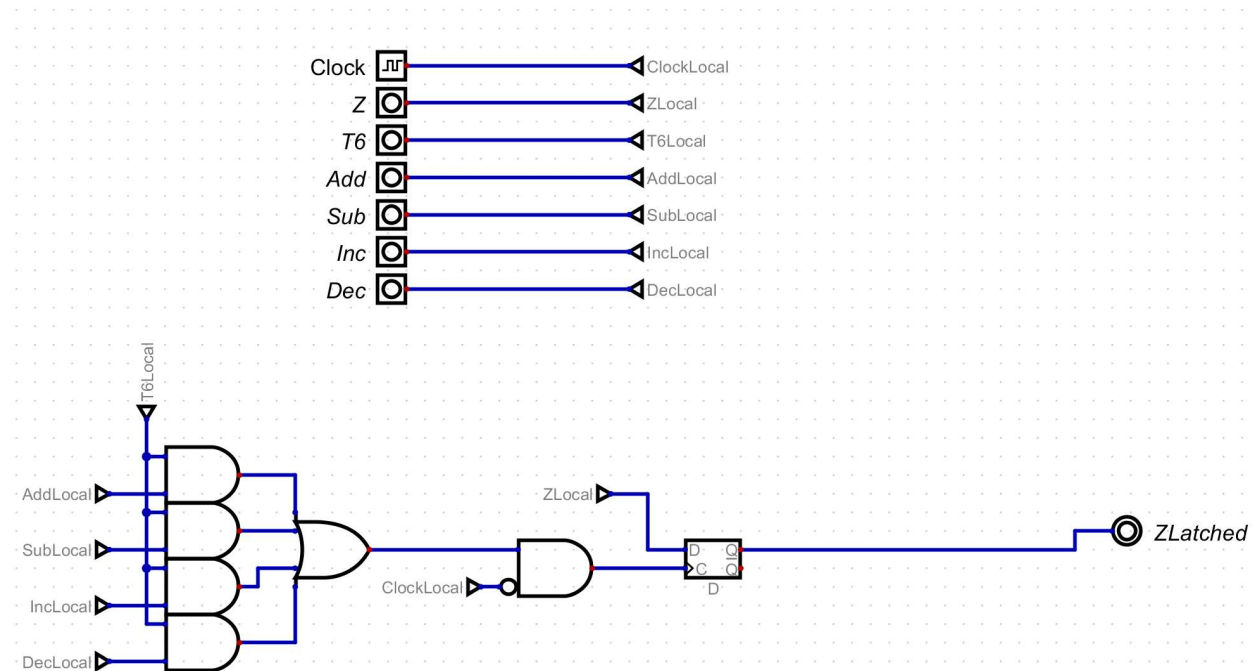 Clock
ClockLocal
Z
ZLocal
T6
T6Local
Add
AddLocal
Sub
SubLocal
Inc
IncLocal
Dec
DecLocal
T6Local
AddLocal
SubLocal
IncLocal
DecLocal
ClockLocal
ZLocal
D
Q
C
Q
D
ZLatched